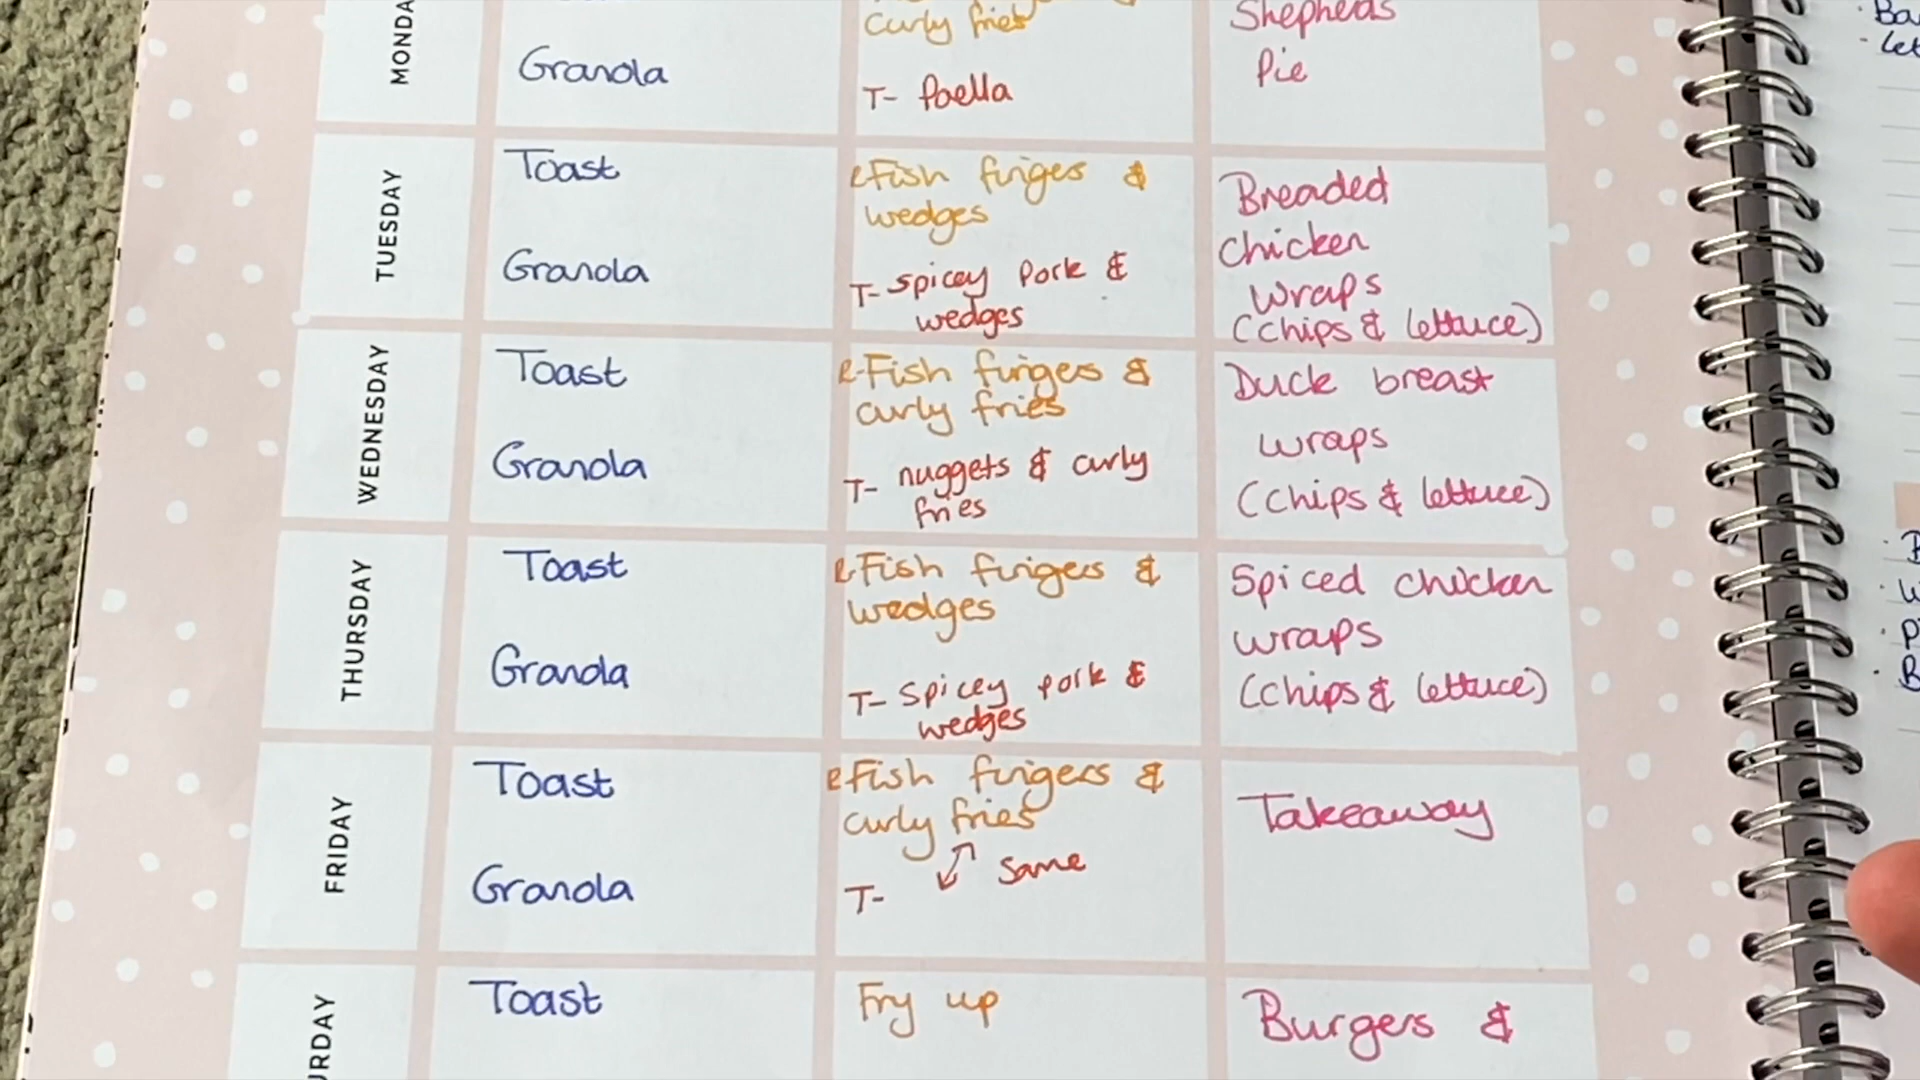 MONDA
Granola
curly fries
T- Paella
Shepherds
Pie
TUESDAY
Toast
Granola
R-Fish finges &
wedges
T- Spicey Pork &
wedges
Breaded
Chicken
Wraps
(Chips & lettuce)
WEDNESDAY
Toast
Granola
R-Fish finges &
curly fries
T- nuggets & curly
fries
Duck breast
wraps
(Chips & lettuce)
THURSDAY
Toast
Granola
R-Fish fingers &
wedges
T- Spicey pork &
wedges
Spiced chicken
wraps
(Chips & lettuce)
FRIDAY
Toast
Granola
R-Fish fingers &
curly fries
Same
T-
Takeaway
URDAY
Toast
Fry up
Burgers &